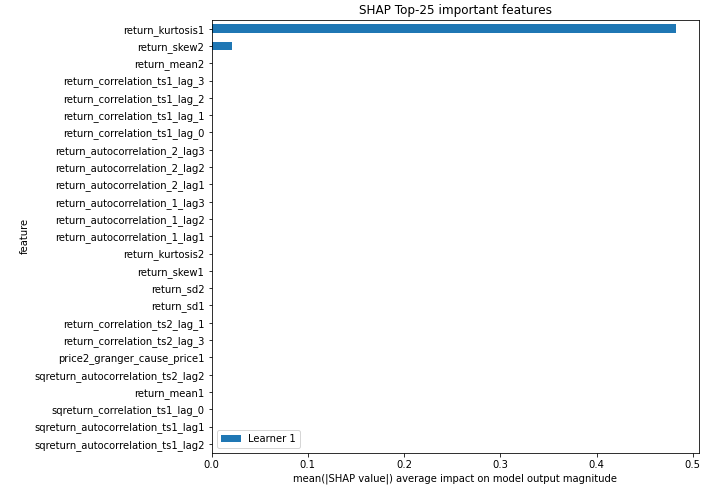 SHAP Top-25 important features
return_kurtosis1
return_skew2
return_mean2
return_correlation_ts1_lag_3
return_correlation_ts1_lag_2
return_correlation_ts1_lag_1
return_correlation_ts1_lag_0
return_autocorrelation_2_lag3
return_autocorrelation_2_lag2
return_autocorrelation_2_lag1
return_autocorrelation_1_lag3
return_autocorrelation_1_lag2
return_autocorrelation_1_lag1
return_kurtosis2
return_skew1
return_sd2
return_sd1
return_correlation_ts2_lag_1
return_correlation_ts2_lag_3
price2_granger_cause_price1
sqreturn_autocorrelation_ts2_lag2
return_mean1
sqreturn_correlation_ts1_lag_0
sqreturn_autocorrelation_ts1_lag1
sqreturn_autocorrelation_ts1_lag2
feature
Learner 1
0.0 0.1 0.2 0.3 0.4 0.5
mean(|SHAP value|) average impact on model output magnitude